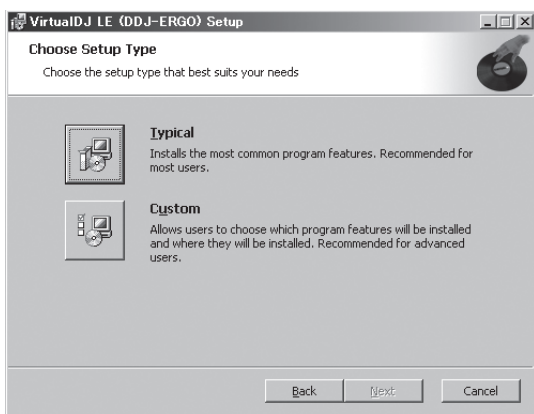 VirtualDJ LE (DDJ-ERGO) Setup
Choose Setup Type
Choose the setup type that best suits your needs
Typical
Installs the most common program features. Recommended for
most users.
Custom
Allows users to choose which program features will be installed
and where they will be installed. Recommended for advanced
users.
Back
Next
Cancel